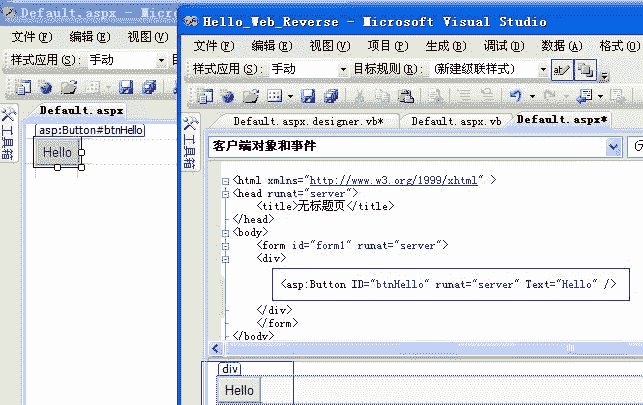 Default.aspx - Micros
文件(F) 编辑(E) 视图(V)
样式应用(S): 手动
Default.aspx
asp:Button#btnHello
Hello
工具箱
Hello_Web_Reverse - Microsoft Visual Studio
文件(F) 编辑(E) 视图(V) 项目(P) 生成(B) 调试(D) 数据(A) 格式(O)
样式应用(S): 手动 目标规则(R): (新建级联样式)
Default.aspx.designer.vb* Default.aspx.vb Default.aspx*
工具箱
客户端对象和事件
<html xmlns="http://www.w3.org/1999/xhtml" >
<head runat="server">
<title>无标题页</title>
</head>
<body>
<form id="form1" runat="server">
<div>
<asp:Button ID="btnHello" runat="server" Text="Hello" />
</div>
</form>
</body>
div
Hello